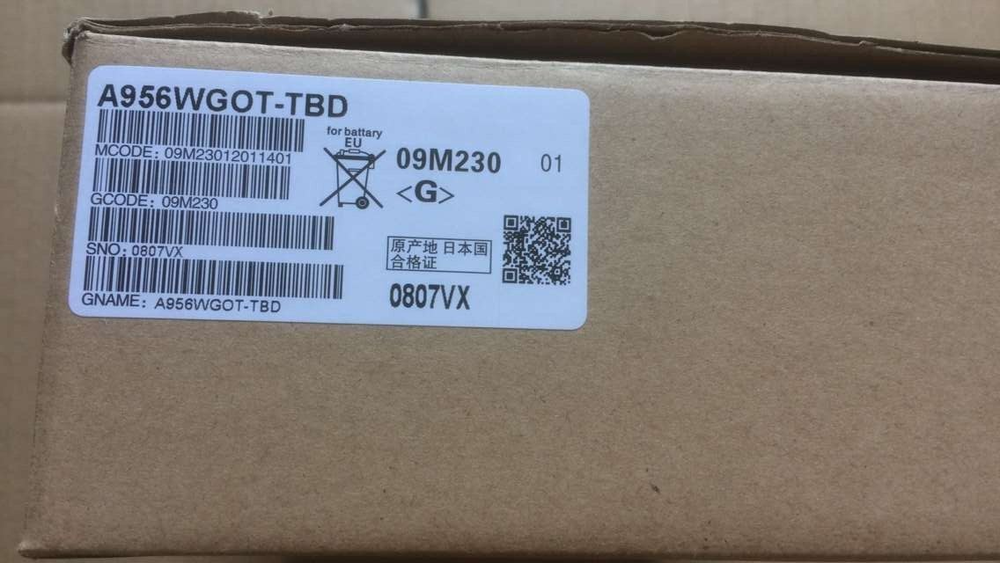 A956WGOT-TBD
MCODE: 09M23012011401
GCODE: 09M230
SNO: 0807VX
GNAME: A956WGOT-TBD
for battary
EU
09M230 01
<G>
原产地 日本国
合格证
0807VX